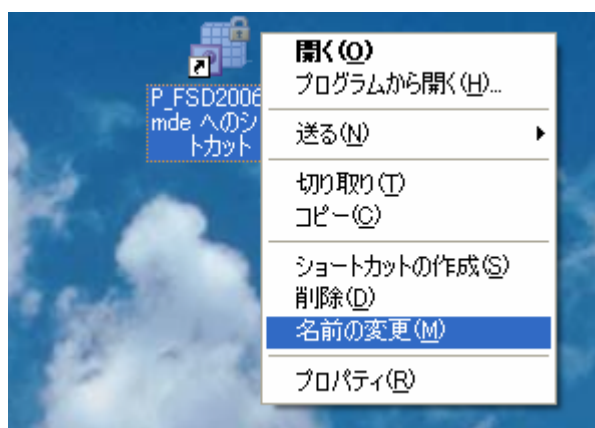 P_FSD2006
mde へのシ
トカット
開く(O)
プログラムから開く(H)...
送る(N)
切り取り(T)
コピー(C)
ショートカットの作成(S)
削除(D)
名前の変更(M)
プロパティ(R)